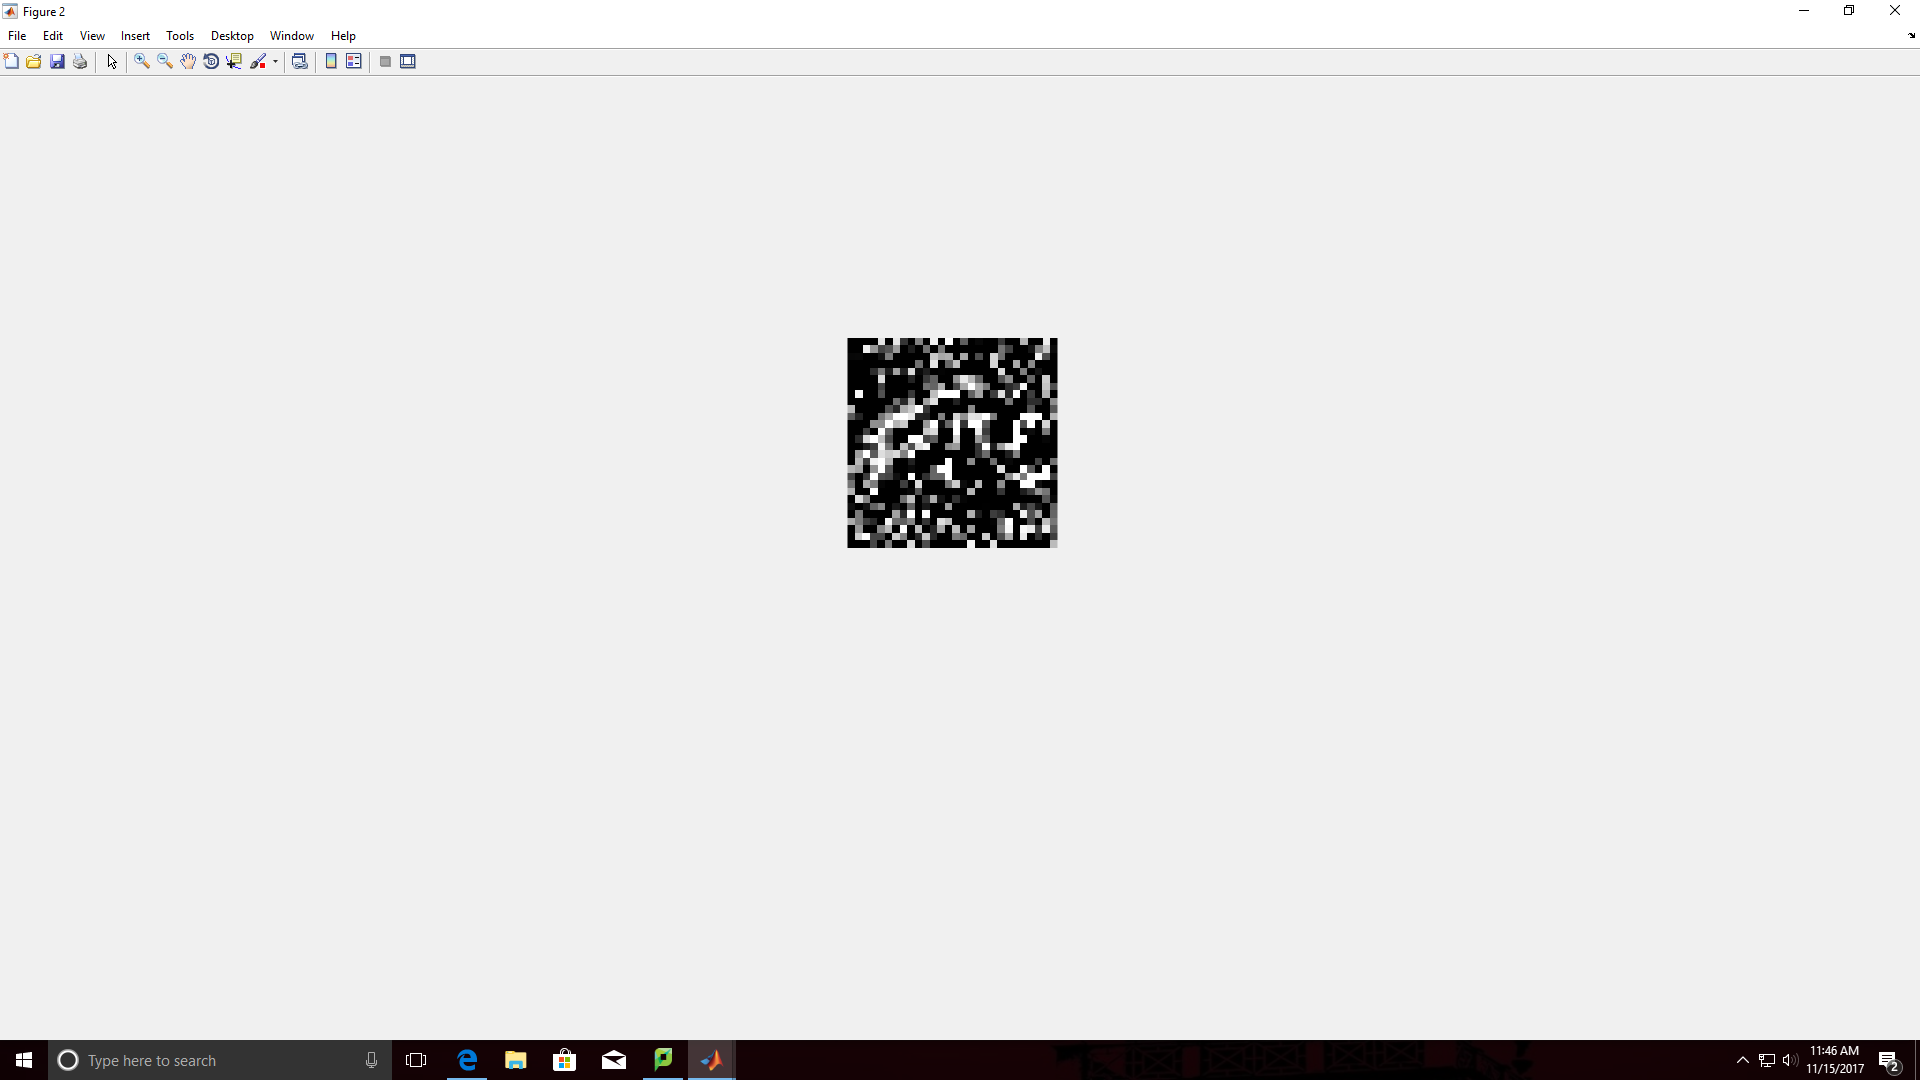 Figure 2
File Edit View Insert Tools Desktop Window Help
Type here to search
11:46 AM
11/15/2017
2